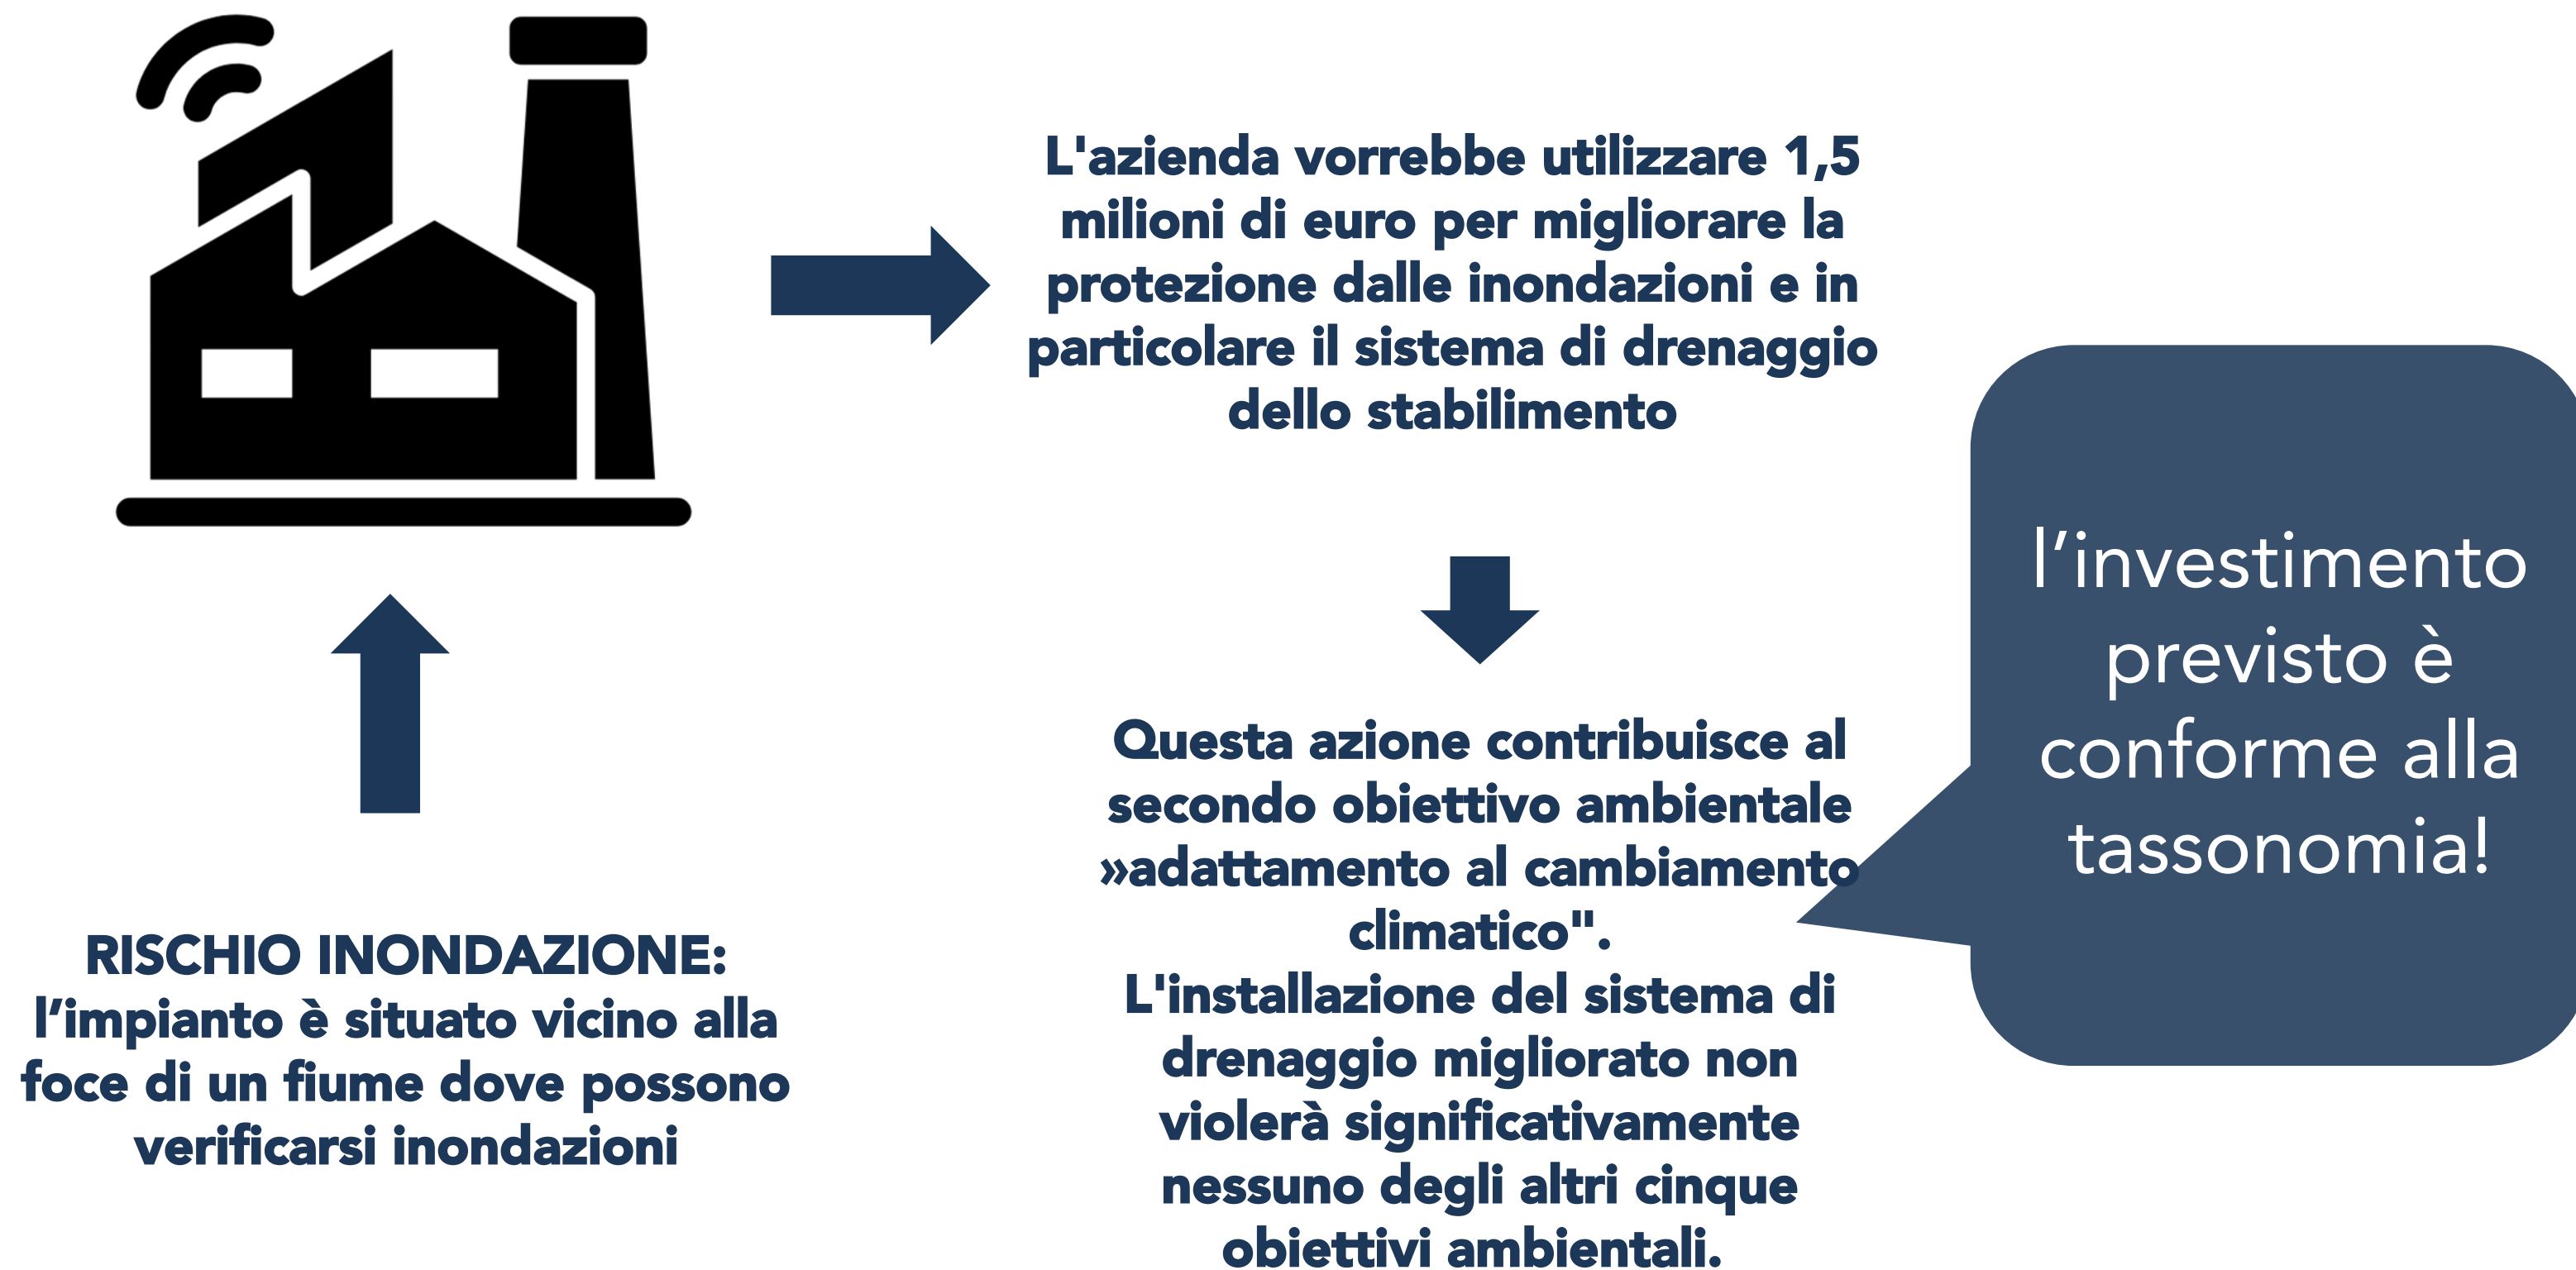 L'azienda vorrebbe utilizzare 1,5
milioni di euro per migliorare la
protezione dalle inondazioni e in
particolare il sistema di drenaggio
dello stabilimento
RISCHIO INONDAZIONE:
l’impianto è situato vicino alla
foce di un fiume dove possono
verificarsi inondazioni
Questa azione contribuisce al
secondo obiettivo ambientale
»adattamento al cambiamento
climatico".
L'installazione del sistema di
drenaggio migliorato non
violerà significativamente
nessuno degli altri cinque
obiettivi ambientali.
l’investimento
previsto è
conforme alla
tassonomia!